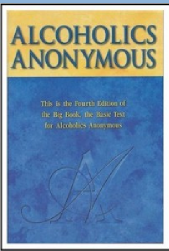 ALCOHOLICS
ANONYMOUS
This is the Fourth Edition of
the Big Book, the Basic Text
for Alcoholics Anonymous